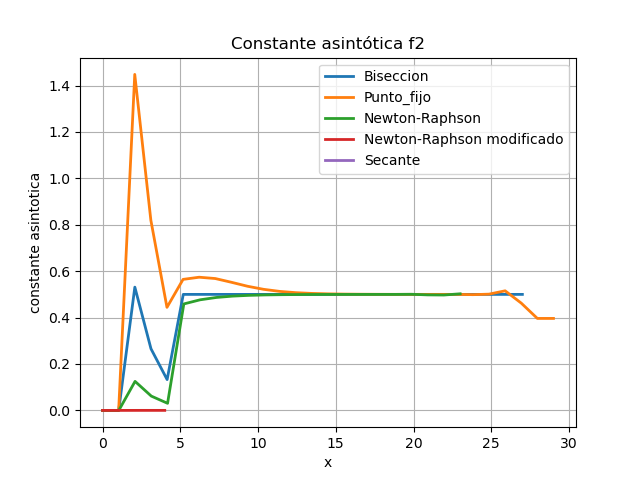 Constante asintótica f2
Biseccion
Punto_fijo
Newton-Raphson
Newton-Raphson modificado
Secante
constante asintotica
1.4
1.2
1.0
0.8
0.6
0.4
0.2
0.0
0 5 10 15 20 25 30
x